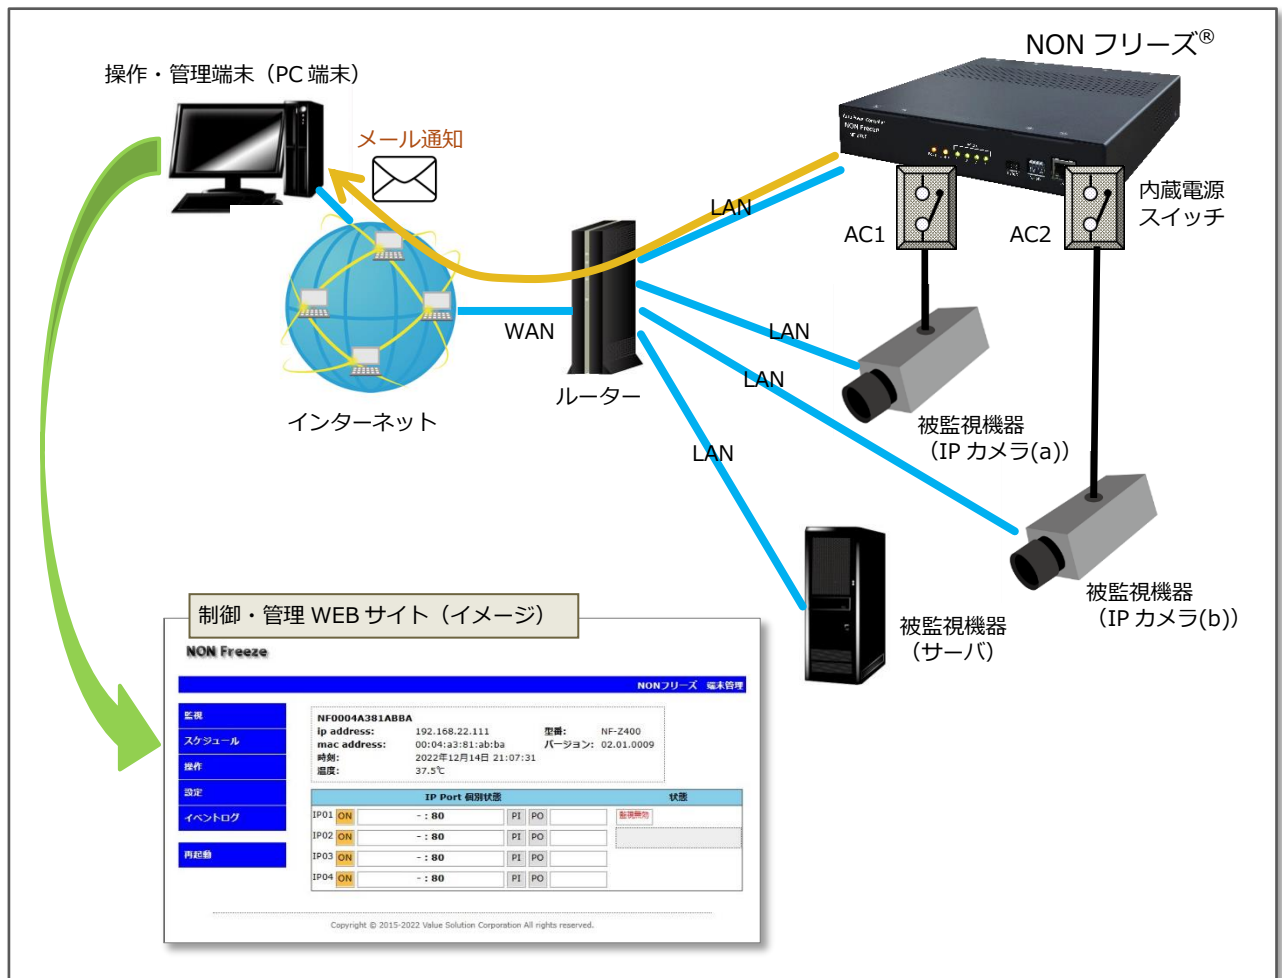 NON フリーズ®
操作・管理端末（PC 端末）
メール通知
NON Freeze
内蔵電源
スイッチ
AC1
AC2
LAN
WAN
LAN
LAN
LAN
ルーター
インターネット
被監視機器
（IP カメラ(a)）
被監視機器
（IP カメラ(b)）
被監視機器
（サーバ）
制御・管理 WEB サイト（イメージ）
NON Freeze
NONフリーズ 端末管理
監視
スケジュール
操作
設定
イベントログ
再起動
NF0004A381ABBA
ip address: 192.168.22.111 型番: NF-Z400
mac address: 00:04:a3:81:ab:ba バージョン: 02.01.0009
時刻: 2022年12月14日 21:07:31
温度: 37.5℃
IP Port 個別状態 状態
IP01 ON - : 80 PI PO 監視無効
IP02 ON - : 80 PI PO
IP03 ON - : 80 PI PO
IP04 ON - : 80 PI PO
Copyright © 2015-2022 Value Solution Corporation All rights reserved.